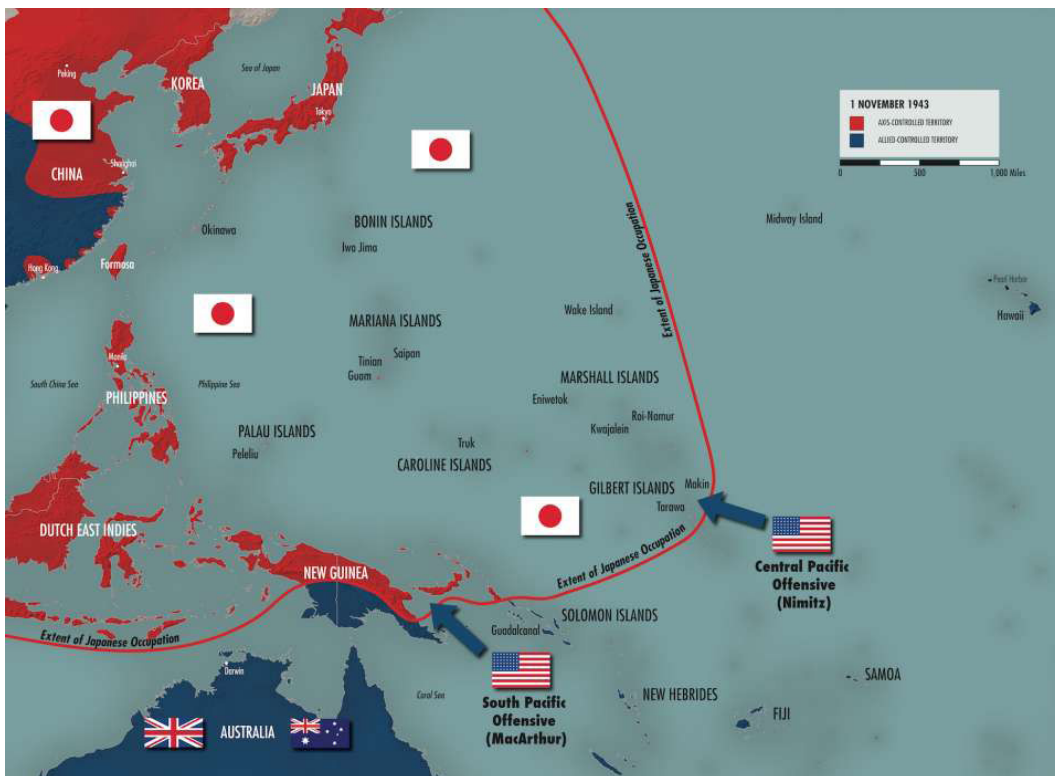 Peking
KOREA
Sea of Japan
JAPAN
Tokyo
1 NOVEMBER 1943
AXIS-CONTROLLED TERRITORY
ALLIED-CONTROLLED TERRITORY
0 500 1,000 Miles
CHINA
Shanghai
Okinawa
BONIN ISLANDS
Iwo Jima
Extent of Japanese Occupation
Midway Island
Pearl Harbor
Hawaii
Hong Kong
Formosa
MARIANA ISLANDS
Saipan
Tinian
Guam
Wake Island
Manila
South China Sea
Philippine Sea
PHILIPPINES
MARSHALL ISLANDS
Eniwetok
Roi-Namur
Kwajalein
PALAU ISLANDS
Peleliu
Truk
CAROLINE ISLANDS
GILBERT ISLANDS
Makin
Tarawa
DUTCH EAST INDIES
NEW GUINEA
Extent of Japanese Occupation
Central Pacific
Offensive
(Nimitz)
Extent of Japanese Occupation
SOLOMON ISLANDS
Guadalcanal
Darwin
Coral Sea
South Pacific
Offensive
(MacArthur)
NEW HEBRIDES
SAMOA
FIJI
AUSTRALIA